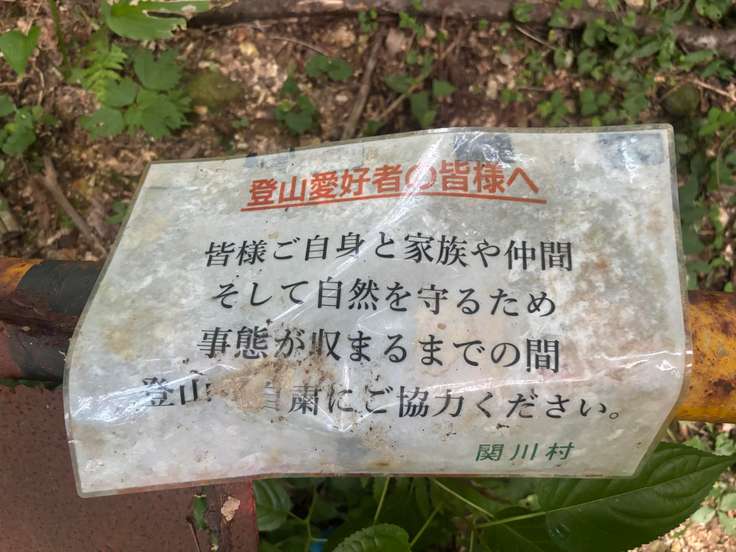 登山愛好者の皆様へ
皆様ご自身と家族や仲間
そして自然を守るため
事態が収まるまでの間
登山 自粛にご協力ください。
関川村